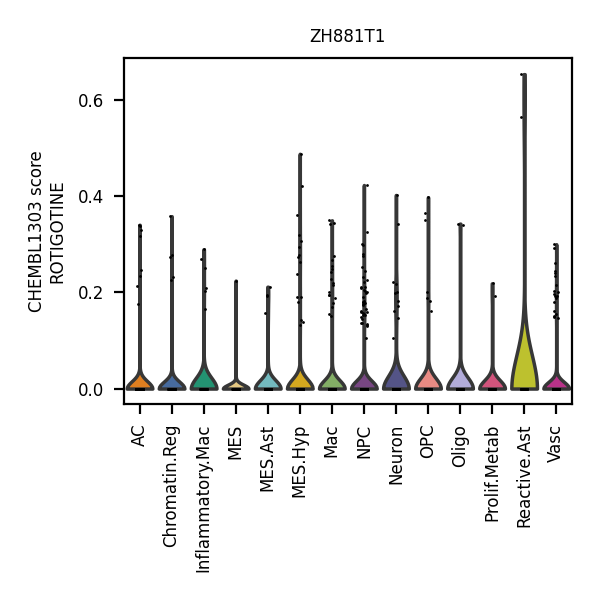 ZH881T1
CHEMBL1303 score
ROTIGOTINE
0.6
0.4
0.2
0.0
AC
Chromatin.Reg
Inflammatory.Mac
MES
MES.Ast
MES.Hyp
Mac
NPC
Neuron
OPC
Oligo
Prolif.Metab
Reactive.Ast
Vasc